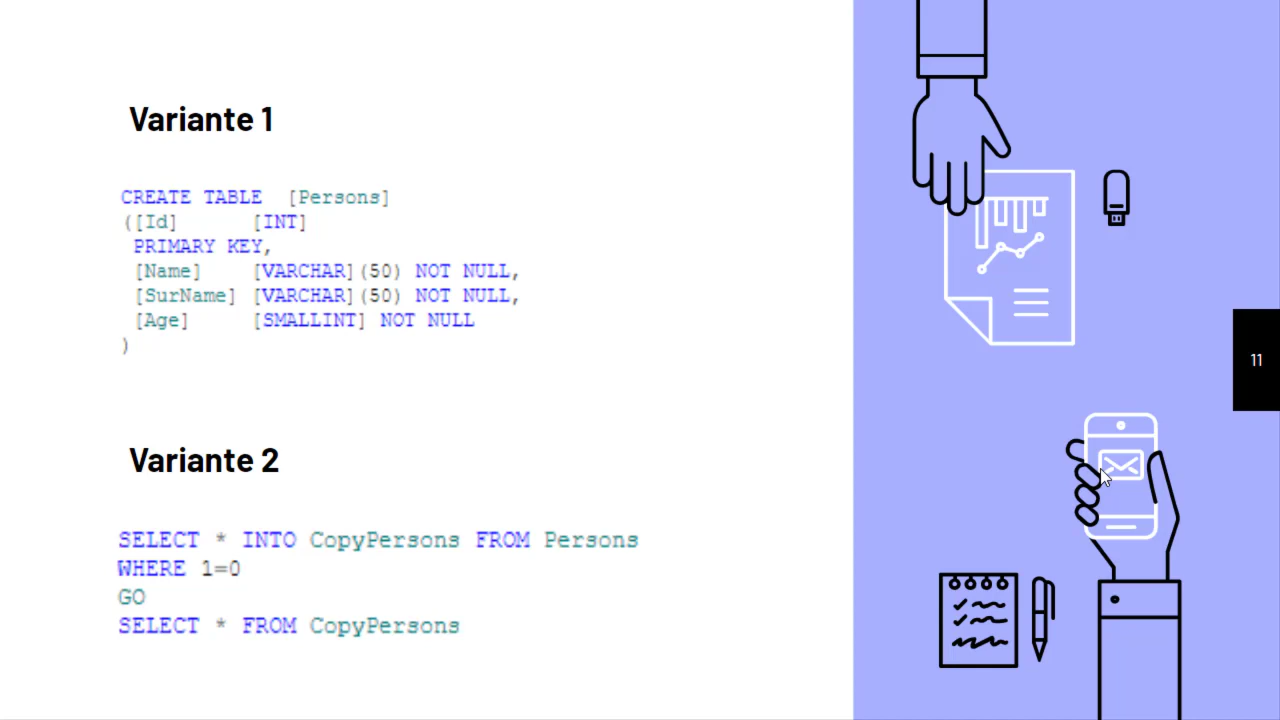 Variante 1
CREATE TABLE [Persons]
([Id] [INT]
PRIMARY KEY,
[Name] [VARCHAR](50) NOT NULL,
[SurName] [VARCHAR](50) NOT NULL,
[Age] [SMALLINT] NOT NULL
)
11
Variante 2
SELECT * INTO CopyPersons FROM Persons
WHERE 1=0
GO
SELECT * FROM CopyPersons